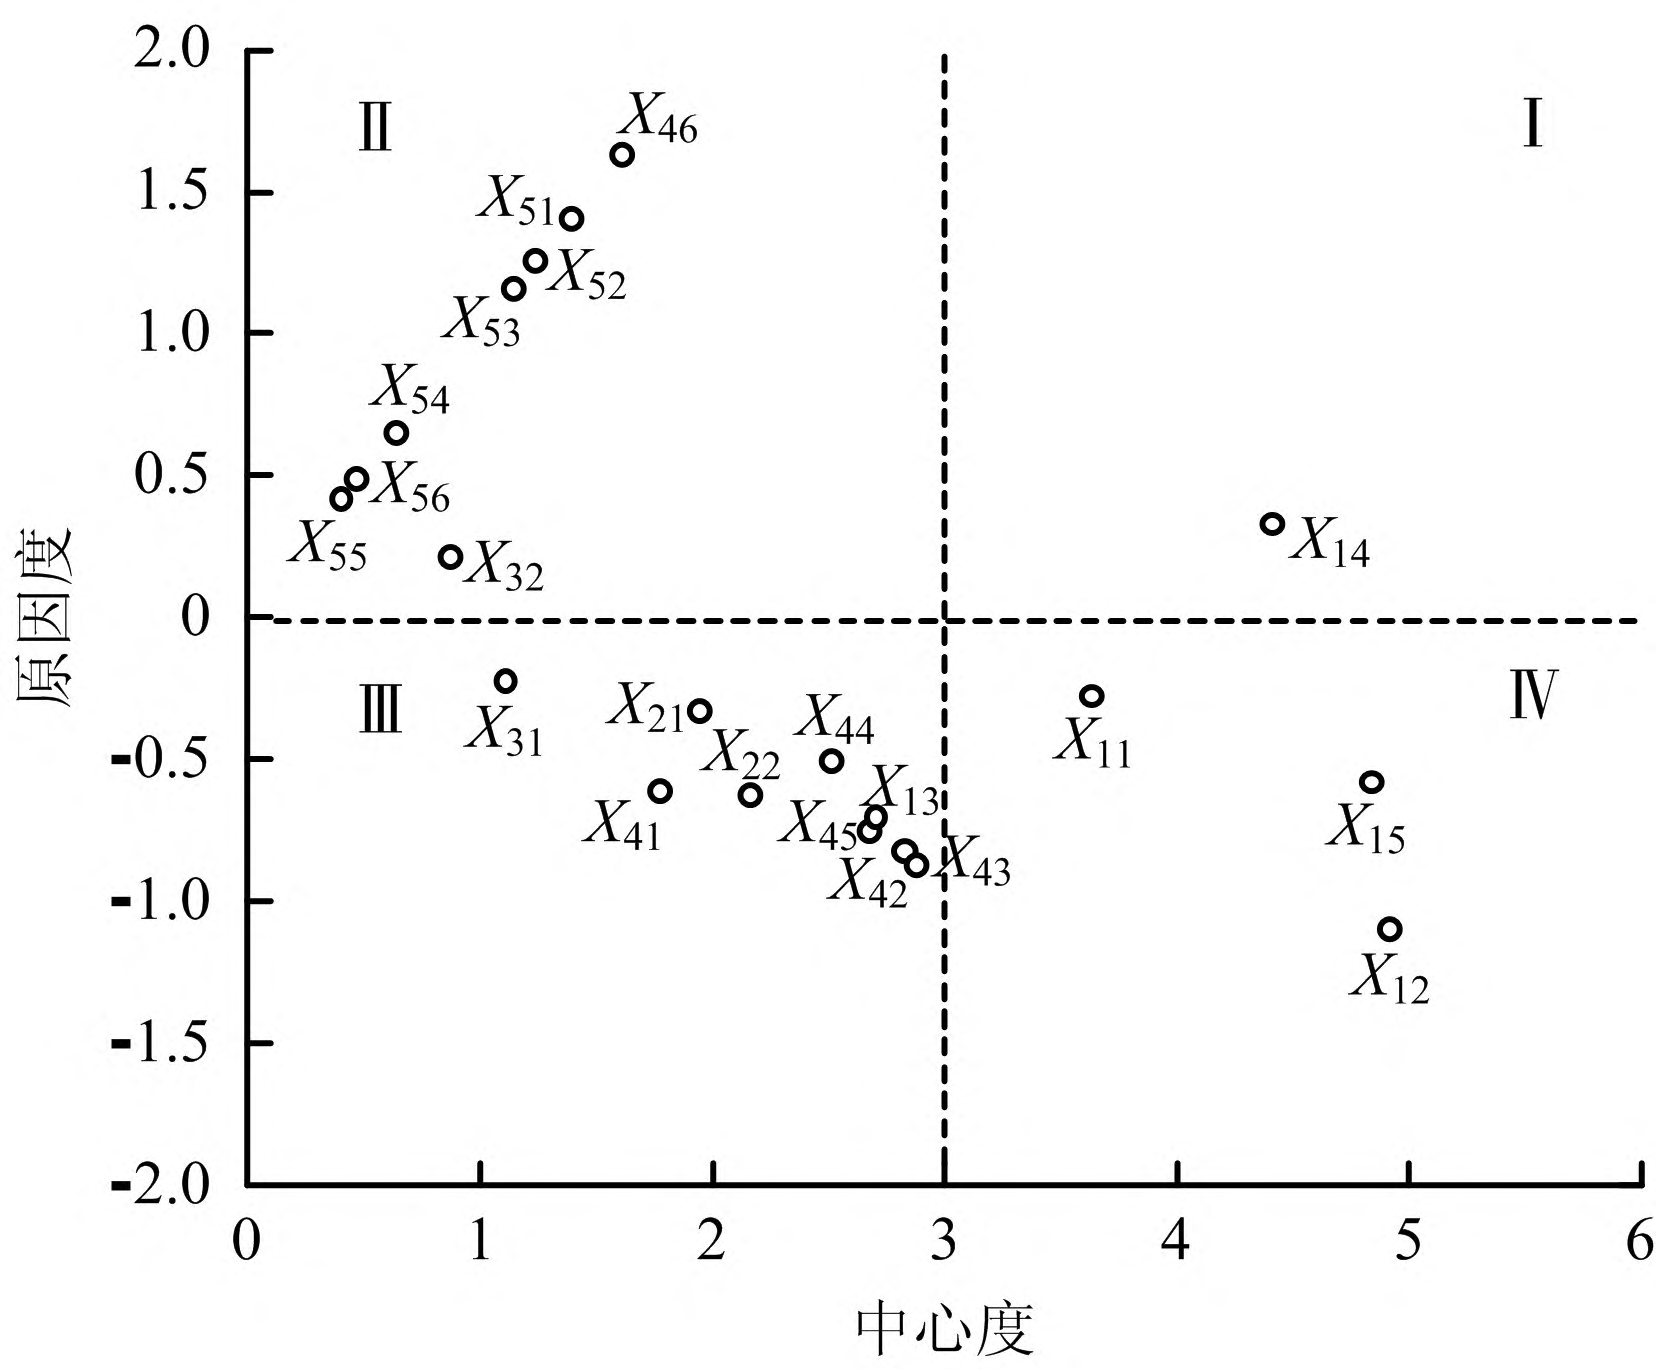 2.0
II
I
X46
1.5
X51
X52
X53
1.0
X54
0.5
X56
X55
X14
X32
0
原因度
III
IV
X31
X21
X44
X11
X22
-0.5
X13
X41
X45
X15
X43
X42
-1.0
X12
-1.5
-2.0
0 1 2 3 4 5 6
中心度